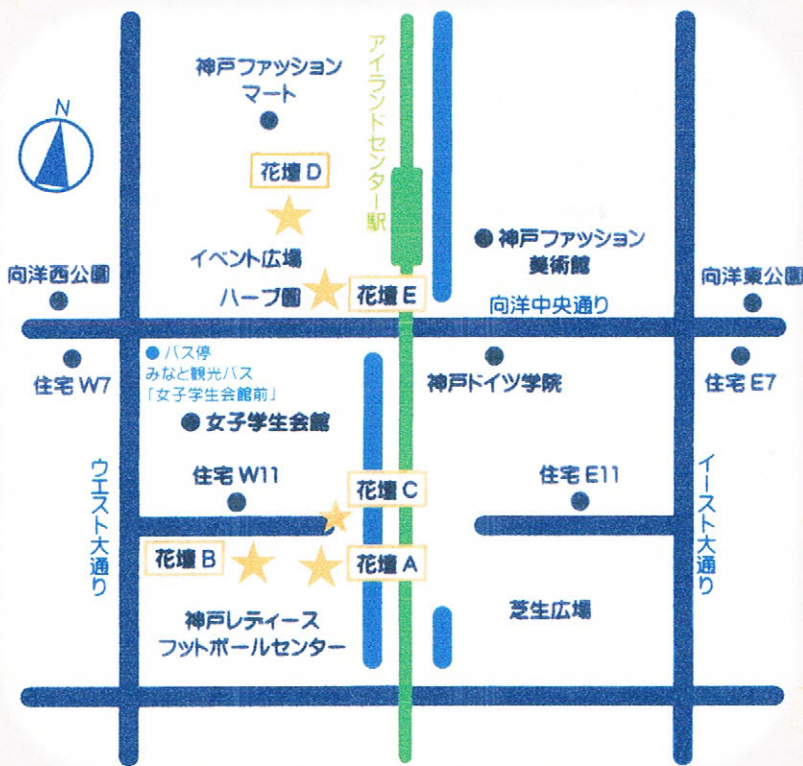 N
神戸ファッション
マート
アイランドセンター駅
花壇 D
神戸ファッション
美術館
イベント広場
向洋西公園
ハーブ園
花壇 E
向洋中央通り
向洋東公園
住宅 W7
バス停
みなと観光バス
「女子学生会館前」
神戸ドイツ学院
住宅 E7
女子学生会館
ウエスト大通り
住宅 W11
花壇 C
住宅 E11
イースト大通り
花壇 B
花壇 A
神戸レディース
フットボールセンター
芝生広場